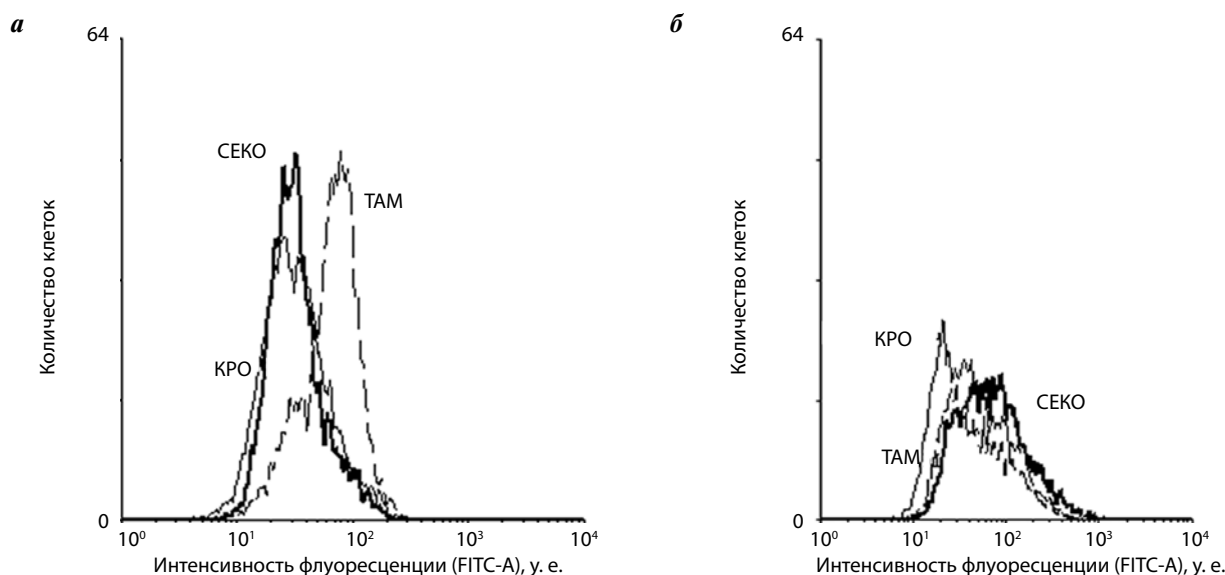 а
64
СЕКО
ТАМ
КРО
Количество клеток
0
10⁰ 10¹ 10² 10³ 10⁴
Интенсивность флуоресценции (FITC-A), у. е.
б
64
КРО
СЕКО
ТАМ
Количество клеток
0
10⁰ 10¹ 10² 10³ 10⁴
Интенсивность флуоресценции (FITC-A), у. е.